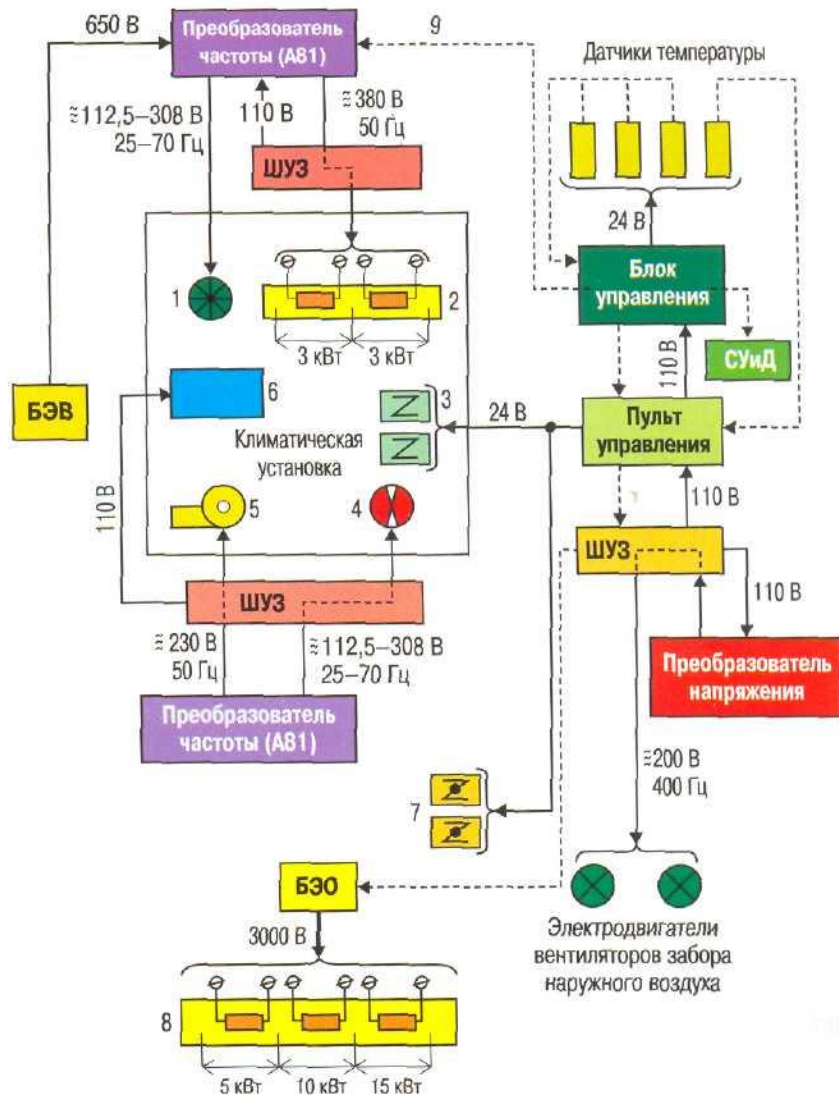 650 В
Преобразователь
частоты (А81)
9
Датчики температуры
≂112,5–308 В
25–70 Гц
110 В
≂380 В
50 Гц
ШУЗ
24 В
Блок
управления
1
2
3 кВт
3 кВт
СУиД
110 В
БЭВ
6
3
24 В
Пульт
управления
Климатическая
установка
110 В
5
4
110 В
ШУЗ
ШУЗ
110 В
≂230 В
50 Гц
≂112,5–308 В
25–70 Гц
Преобразователь
напряжения
Преобразователь
частоты (А81)
≂200 В
400 Гц
7
БЭО
3000 В
Электродвигатели
вентиляторов забора
наружного воздуха
8
5 кВт
10 кВт
15 кВт